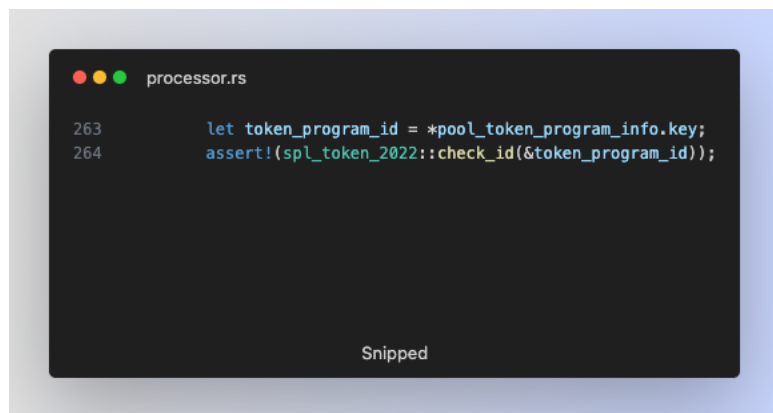 processor.rs
263 let token_program_id = *pool_token_program_info.key;
264 assert!(spl_token_2022::check_id(&token_program_id));
Snipped